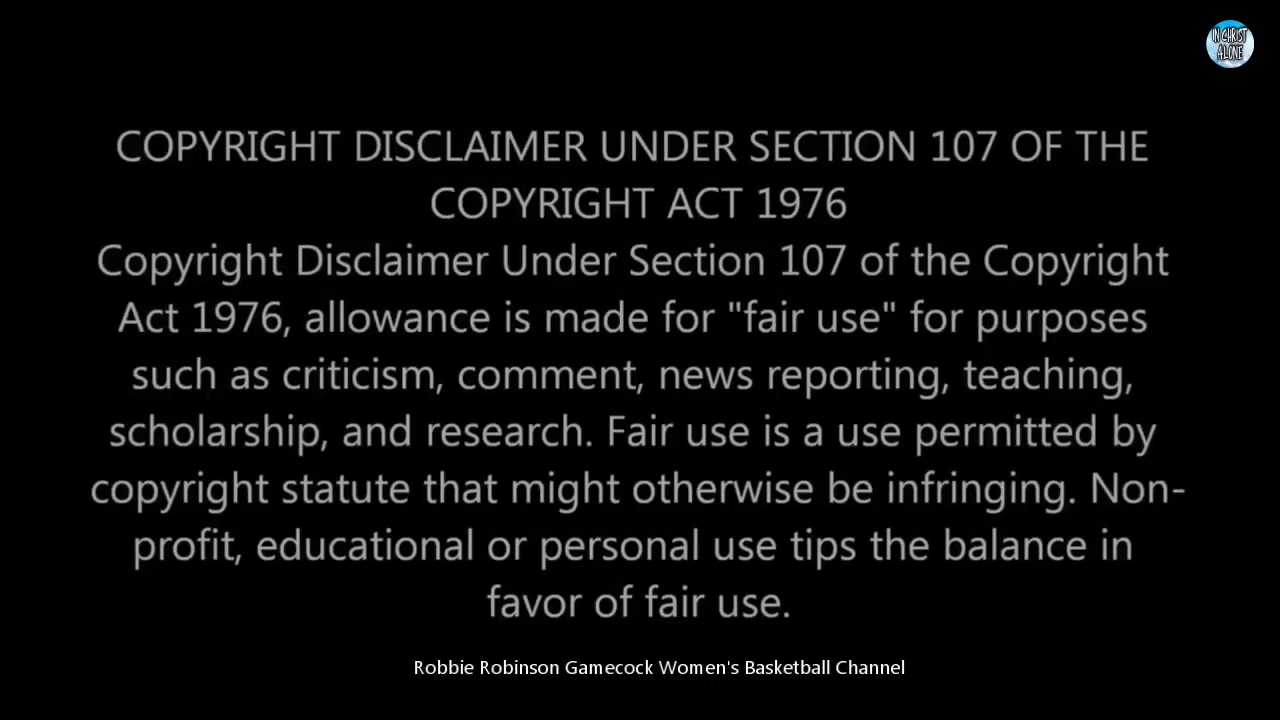 IN CHRIST
ALONE
COPYRIGHT DISCLAIMER UNDER SECTION 107 OF THE
COPYRIGHT ACT 1976
Copyright Disclaimer Under Section 107 of the Copyright
Act 1976, allowance is made for "fair use" for purposes
such as criticism, comment, news reporting, teaching,
scholarship, and research. Fair use is a use permitted by
copyright statute that might otherwise be infringing. Non-
profit, educational or personal use tips the balance in
favor of fair use.
Robbie Robinson Gamecock Women's Basketball Channel